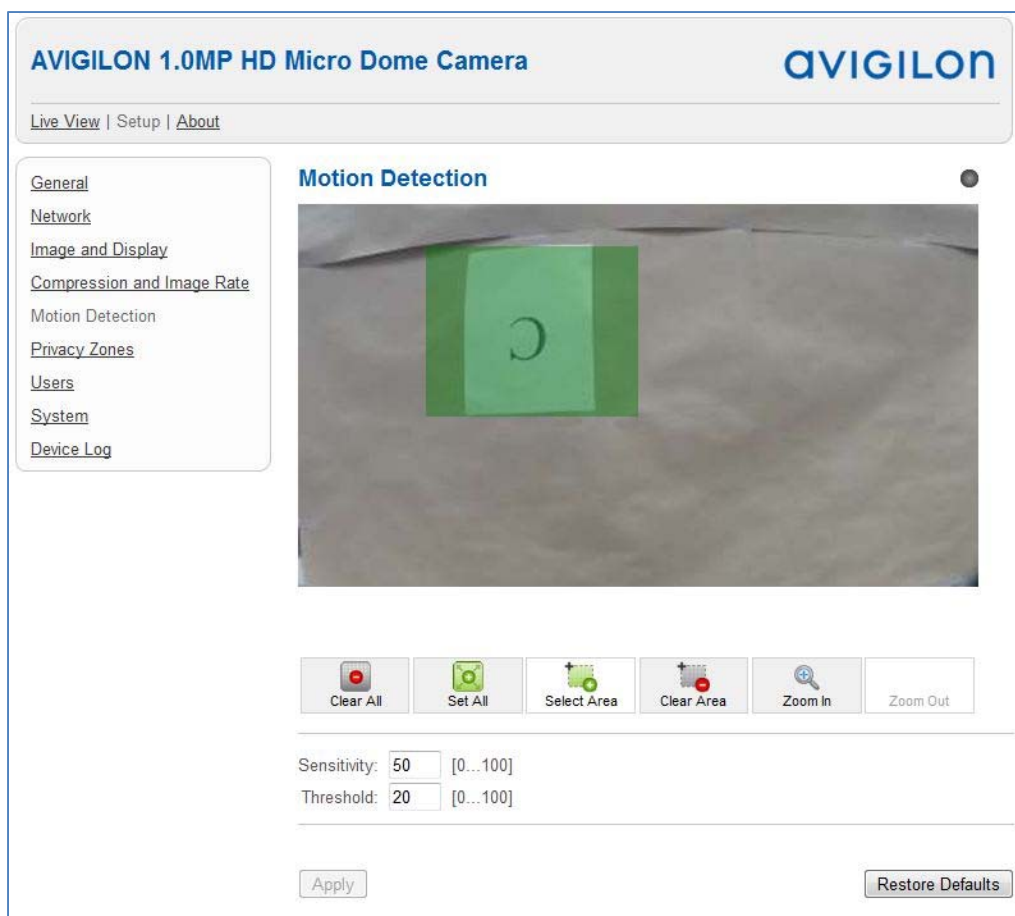 AVIGILON 1.0MP HD Micro Dome Camera
avigilon
Live View | Setup | About
General
Network
Image and Display
Compression and Image Rate
Motion Detection
Privacy Zones
Users
System
Device Log
Motion Detection
Clear All
Set All
Select Area
Clear Area
Zoom In
Zoom Out
Sensitivity: 50 [0...100]
Threshold: 20 [0...100]
Apply
Restore Defaults